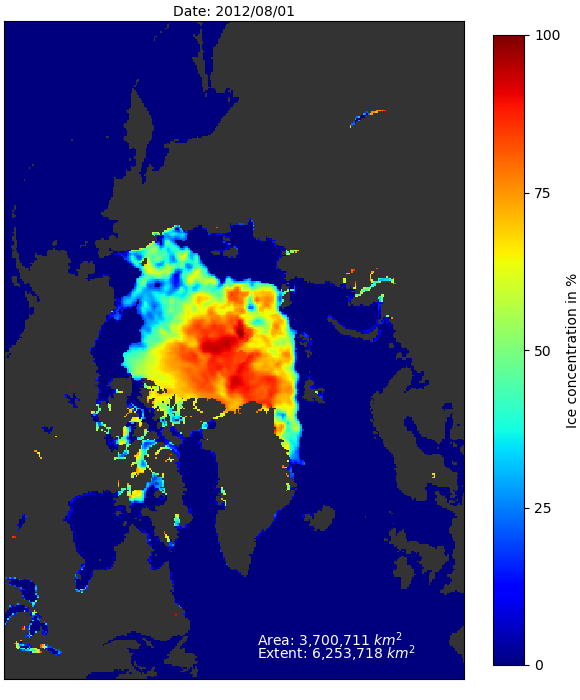 Date: 2012/08/01
100
75
50
25
0
Ice concentration in %
Area: 3,700,711 km²
Extent: 6,253,718 km²